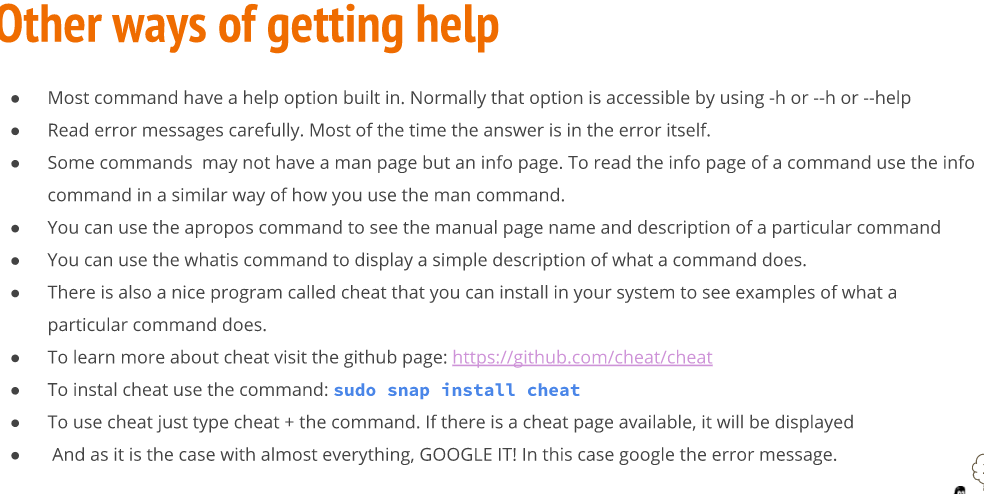 Other ways of getting help
● Most command have a help option built in. Normally that option is accessible by using -h or --h or --help
● Read error messages carefully. Most of the time the answer is in the error itself.
● Some commands  may not have a man page but an info page. To read the info page of a command use the info
command in a similar way of how you use the man command.
● You can use the apropos command to see the manual page name and description of a particular command
● You can use the whatis command to display a simple description of what a command does.
● There is also a nice program called cheat that you can install in your system to see examples of what a
particular command does.
● To learn more about cheat visit the github page: https://github.com/cheat/cheat
● To instal cheat use the command: sudo snap install cheat
● To use cheat just type cheat + the command. If there is a cheat page available, it will be displayed
● And as it is the case with almost everything, GOOGLE IT! In this case google the error message.